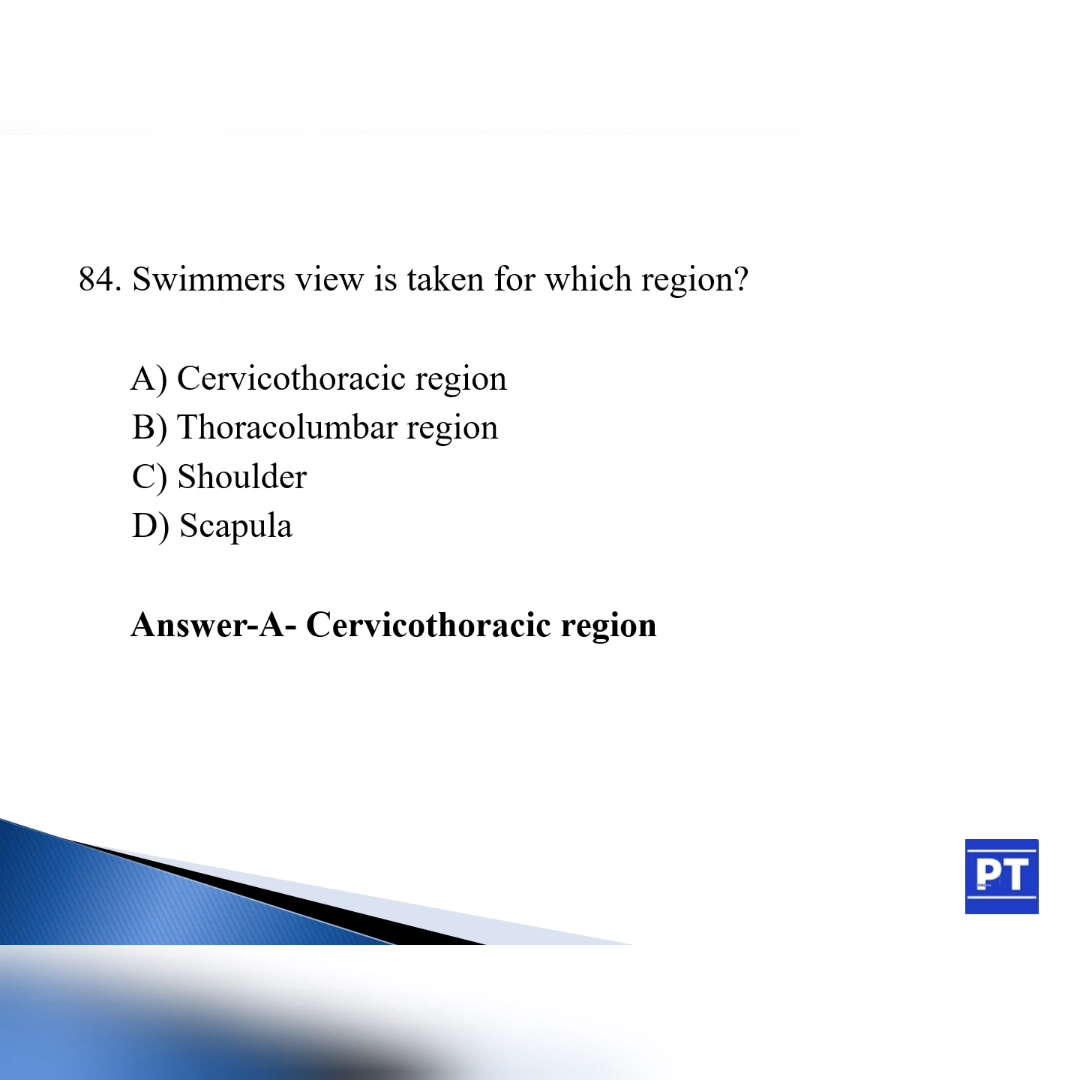 84. Swimmers view is taken for which region?
A) Cervicothoracic region
B) Thoracolumbar region
C) Shoulder
D) Scapula
Answer-A- Cervicothoracic region
PT